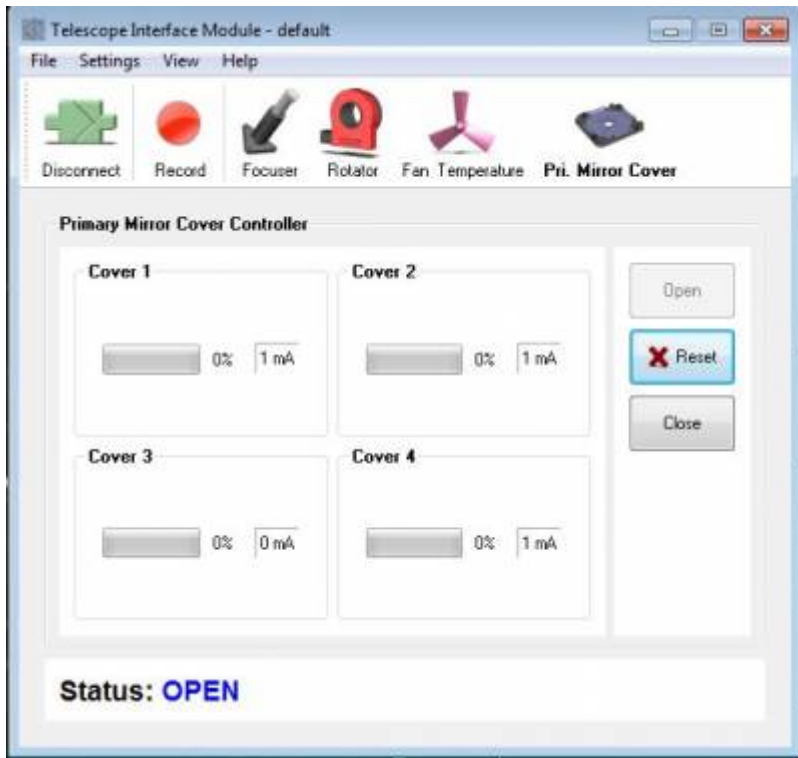 Telescope Interface Module - default
File Settings View Help
Disconnect Record Focuser Rotator Fan Temperature Pri. Mirror Cover
Primary Mirror Cover Controller
Cover 1
0% 1 mA
Cover 2
0% 1 mA
Open
Reset
Close
Cover 3
0% 0 mA
Cover 4
0% 1 mA
Status: OPEN